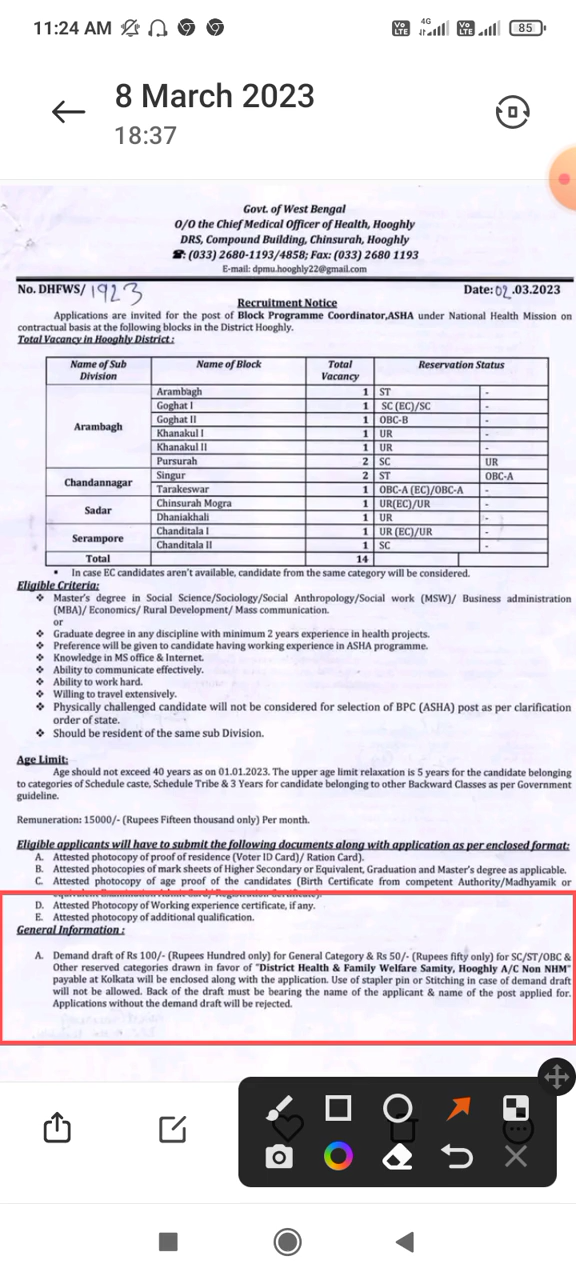 11:24 AM
Vo LTE 4G Vo LTE 85
8 March 2023
18:37
Govt. of West Bengal
O/O the Chief Medical Officer of Health, Hooghly
DRS, Compound Building, Chinsurah, Hooghly
☎: (033) 2680-1193/4858; Fax: (033) 2680 1193
E-mail: dpmu.hooghly22@gmail.com
No. DHFWS/ 1923 Date: 02.03.2023
Recruitment Notice
Applications are invited for the post of Block Programme Coordinator,ASHA under National Health Mission on
contractual basis at the following blocks in the District Hooghly.
Total Vacancy in Hooghly District:
Name of Sub Division Name of Block Total Vacancy Reservation Status
Arambagh Arambagh 1 ST -
Goghat I 1 SC (EC)/SC -
Goghat II 1 OBC-B -
Khanakul I 1 UR -
Khanakul II 1 UR -
Pursurah 2 SC UR
Chandannagar Singur 2 ST OBC-A
Tarakeswar 1 OBC-A (EC)/OBC-A -
Sadar Chinsurah Mogra 1 UR(EC)/UR -
Dhaniakhali 1 UR -
Serampore Chanditala I 1 UR (EC)/UR -
Chanditala II 1 SC -
Total 14
• In case EC candidates aren't available, candidate from the same category will be considered.
Eligible Criteria:
❖ Master's degree in Social Science/Sociology/Social Anthropology/Social work (MSW)/ Business administration
(MBA)/ Economics/ Rural Development/ Mass communication.
or
❖ Graduate degree in any discipline with minimum 2 years experience in health projects.
❖ Preference will be given to candidate having working experience in ASHA programme.
❖ Knowledge in MS office & Internet.
❖ Ability to communicate effectively.
❖ Ability to work hard.
❖ Willing to travel extensively.
❖ Physically challenged candidate will not be considered for selection of BPC (ASHA) post as per clarification
order of state.
❖ Should be resident of the same sub Division.
Age Limit:
Age should not exceed 40 years as on 01.01.2023. The upper age limit relaxation is 5 years for the candidate belonging
to categories of Schedule caste, Schedule Tribe & 3 Years for candidate belonging to other Backward Classes as per Government
guideline.
Remuneration: 15000/- (Rupees Fifteen thousand only) Per month.
Eligible applicants will have to submit the following documents along with application as per enclosed format:
A. Attested photocopy of proof of residence (Voter ID Card)/ Ration Card).
B. Attested photocopies of mark sheets of Higher Secondary or Equivalent, Graduation and Master's degree as applicable.
C. Attested photocopy of age proof of the candidates (Birth Certificate from competent Authority/Madhyamik or
equivalent Examination Admit Card/ Registration Certificate).
D. Attested Photocopy of Working experience certificate, if any.
E. Attested photocopy of additional qualification.
General Information :
A. Demand draft of Rs 100/- (Rupees Hundred only) for General Category & Rs 50/- (Rupees fifty only) for SC/ST/OBC &
Other reserved categories drawn in favor of "District Health & Family Welfare Samity, Hooghly A/C Non NHM"
payable at Kolkata will be enclosed along with the application. Use of stapler pin or Stitching in case of demand draft
will not be allowed. Back of the draft must be bearing the name of the applicant & name of the post applied for.
Applications without the demand draft will be rejected.